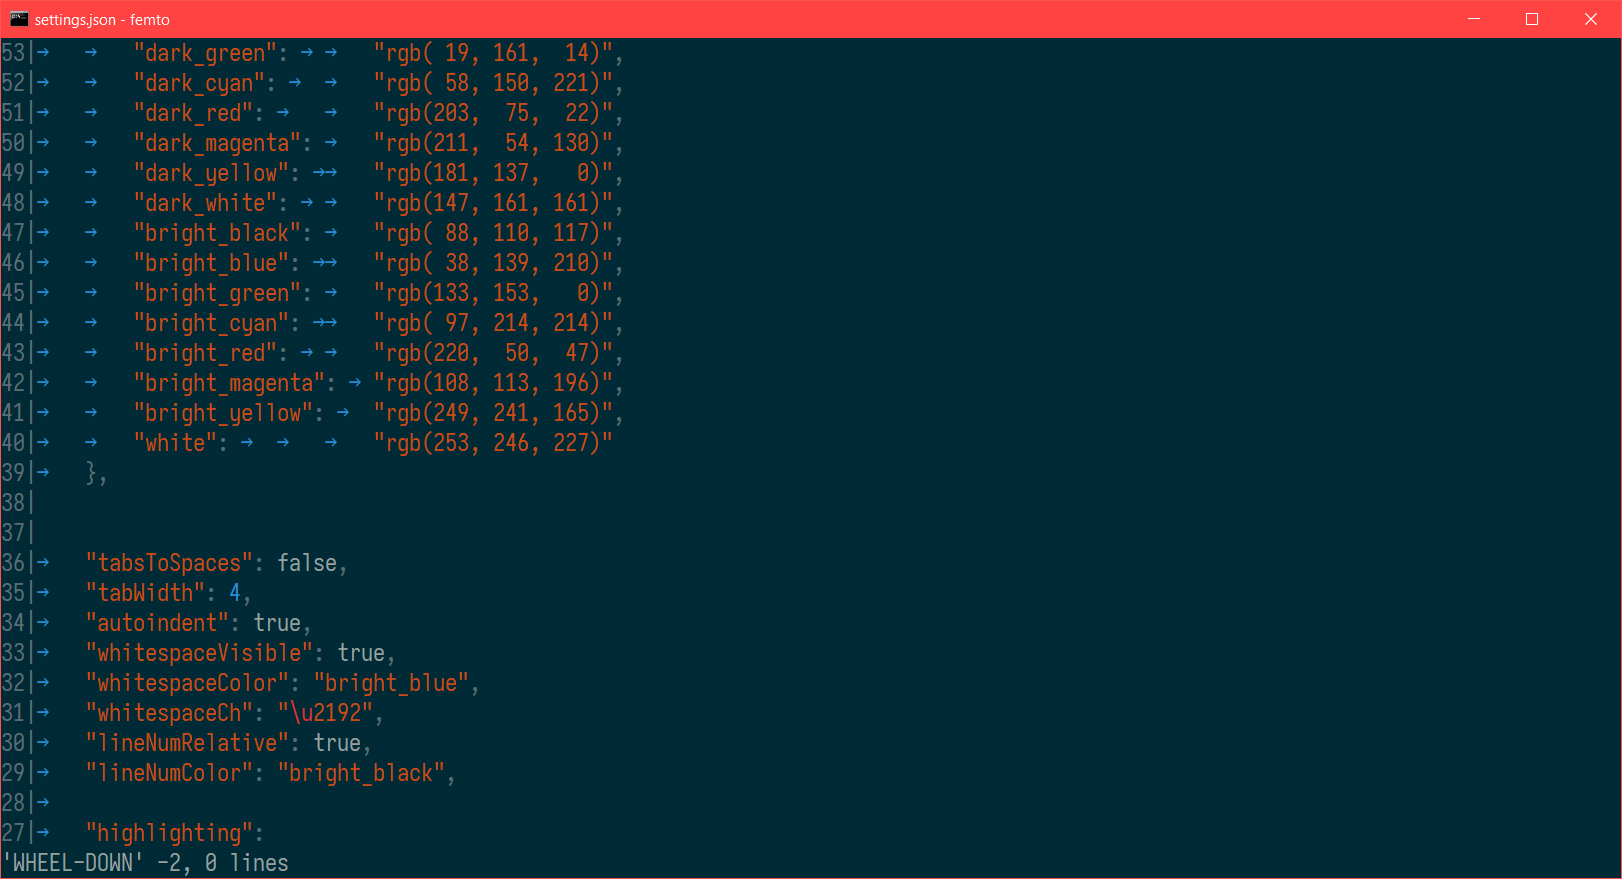 settings.json - femto
53|→   →   "dark_green": → →   "rgb( 19, 161,  14)",
52|→   →   "dark_cyan": →  →   "rgb( 58, 150, 221)",
51|→   →   "dark_red": →   →   "rgb(203,  75,  22)",
50|→   →   "dark_magenta": →   "rgb(211,  54, 130)",
49|→   →   "dark_yellow": →→   "rgb(181, 137,   0)",
48|→   →   "dark_white": → →   "rgb(147, 161, 161)",
47|→   →   "bright_black": →   "rgb( 88, 110, 117)",
46|→   →   "bright_blue": →→   "rgb( 38, 139, 210)",
45|→   →   "bright_green": →   "rgb(133, 153,   0)",
44|→   →   "bright_cyan": →→   "rgb( 97, 214, 214)",
43|→   →   "bright_red": → →   "rgb(220,  50,  47)",
42|→   →   "bright_magenta": → "rgb(108, 113, 196)",
41|→   →   "bright_yellow": →  "rgb(249, 241, 165)",
40|→   →   "white": →  →   →   "rgb(253, 246, 227)"
39|→   },
38|
37|
36|→   "tabsToSpaces": false,
35|→   "tabWidth": 4,
34|→   "autoindent": true,
33|→   "whitespaceVisible": true,
32|→   "whitespaceColor": "bright_blue",
31|→   "whitespaceCh": "\u2192",
30|→   "lineNumRelative": true,
29|→   "lineNumColor": "bright_black",
28|→
27|→   "highlighting":
'WHEEL-DOWN' -2, 0 lines